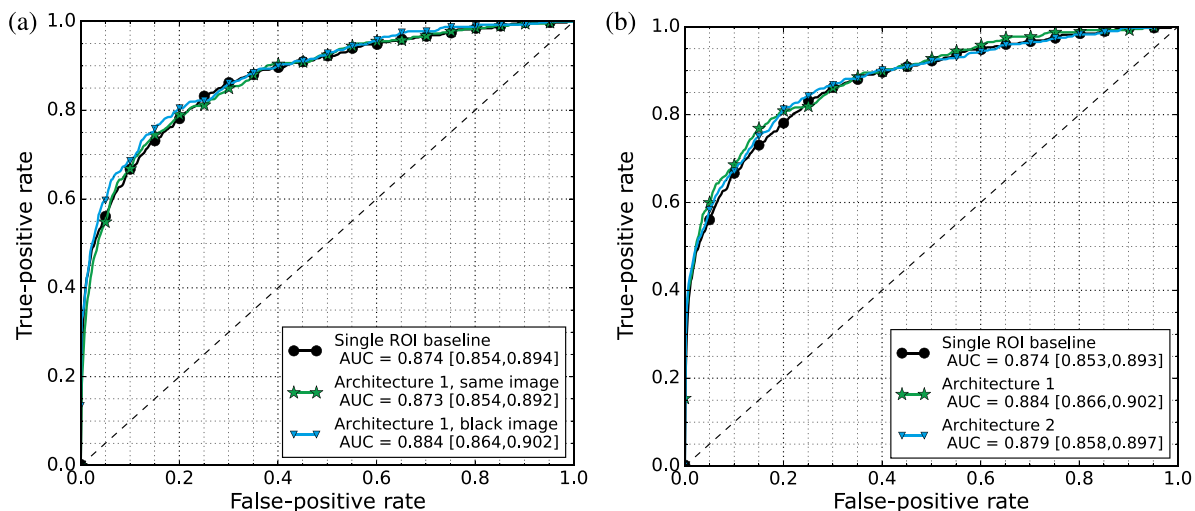 (a)
1.0
0.8
0.6
0.4
0.2
0.0
0.0
0.2
0.4
0.6
0.8
1.0
True-positive rate
False-positive rate
Single ROI baseline
AUC = 0.874 [0.854,0.894]
Architecture 1, same image
AUC = 0.873 [0.854,0.892]
Architecture 1, black image
AUC = 0.884 [0.864,0.902]
(b)
1.0
0.8
0.6
0.4
0.2
0.0
0.0
0.2
0.4
0.6
0.8
1.0
True-positive rate
False-positive rate
Single ROI baseline
AUC = 0.874 [0.853,0.893]
Architecture 1
AUC = 0.884 [0.866,0.902]
Architecture 2
AUC = 0.879 [0.858,0.897]